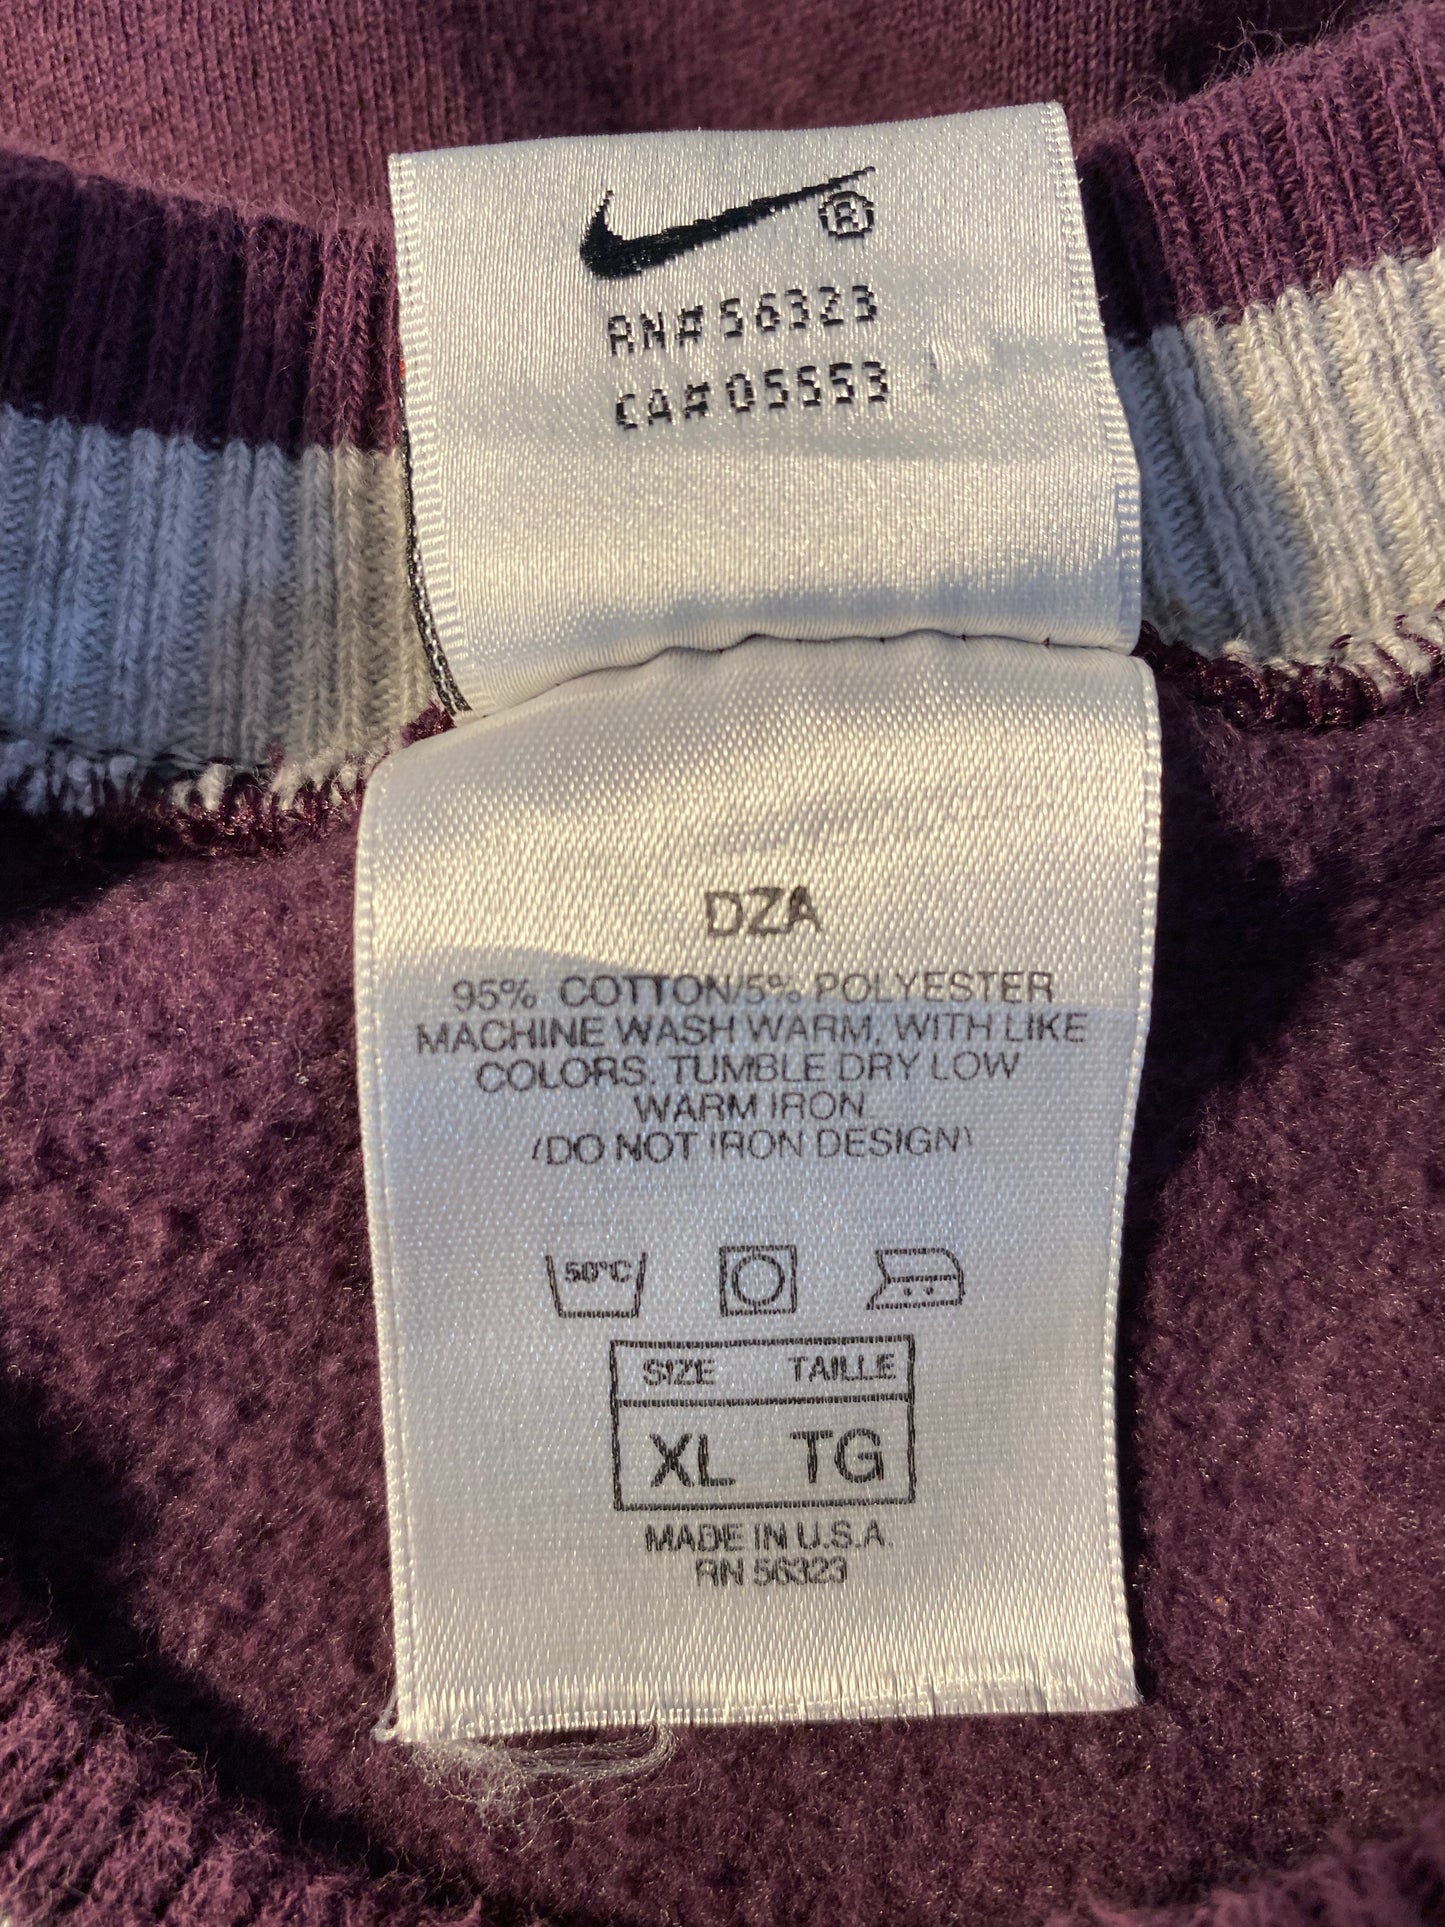 ®
RN# 56323
CA# 05553
DZA
95% COTTON/5% POLYESTER
MACHINE WASH WARM, WITH LIKE
COLORS. TUMBLE DRY LOW
WARM IRON.
(DO NOT IRON DESIGN)
50°C
SIZE TAILLE
XL TG
MADE IN U.S.A.
RN 56323